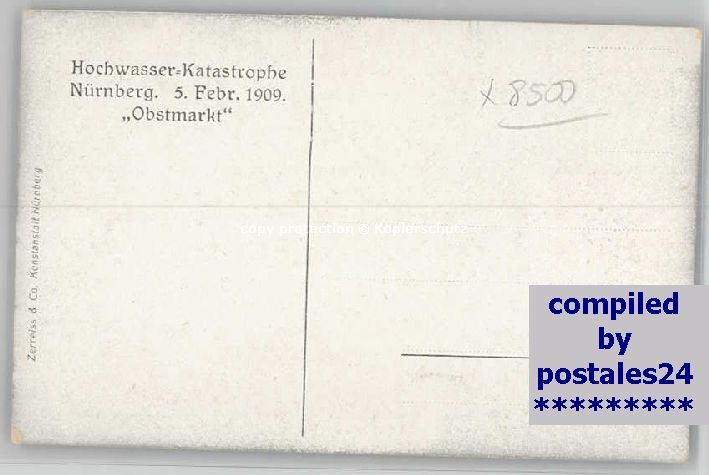 Hochwasser=Katastrophe
Nürnberg. 5. Febr. 1909.
„Obstmarkt“
x 8500
Zerreiss & Co. Kunstanstalt Nürnberg
copy protection © Kopierschutz
compiled
by
postales24
*********